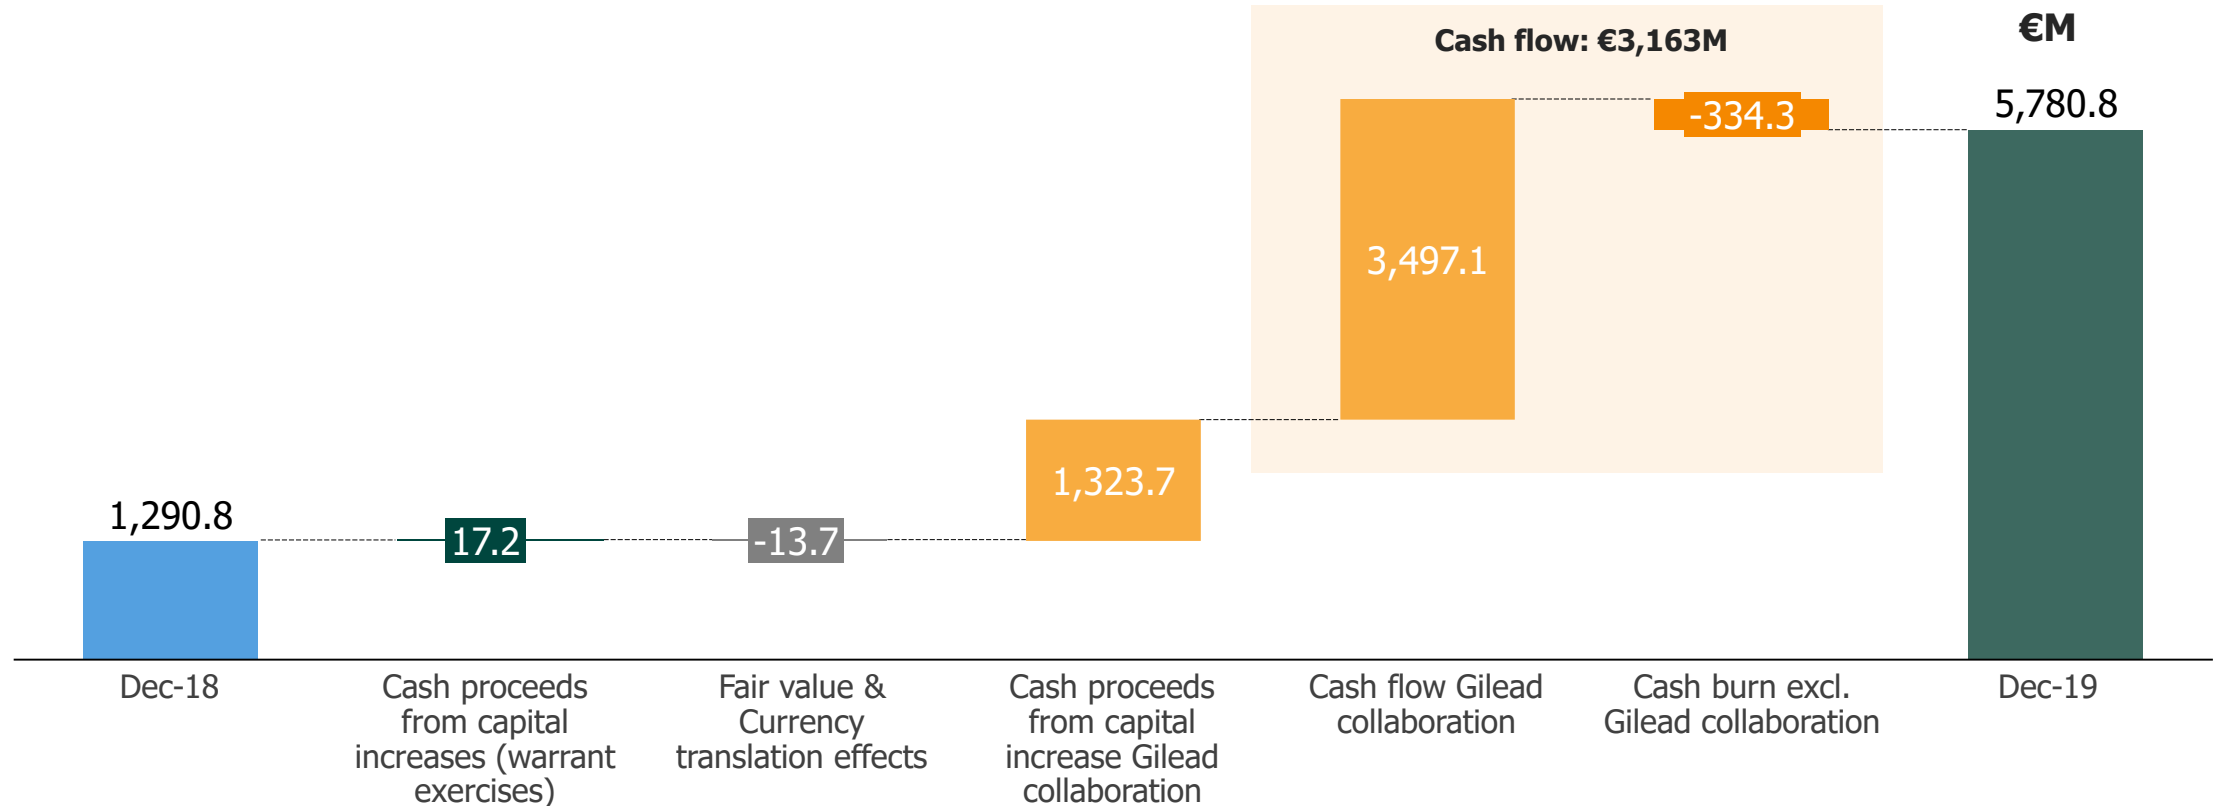 Cash flow: €3,163M
€M
1,290.8
17.2
-13.7
1,323.7
3,497.1
-334.3
5,780.8
Dec-18
Cash proceeds
from capital
increases (warrant
exercises)
Fair value &
Currency
translation effects
Cash proceeds
from capital
increase Gilead
collaboration
Cash flow Gilead
collaboration
Cash burn excl.
Gilead collaboration
Dec-19